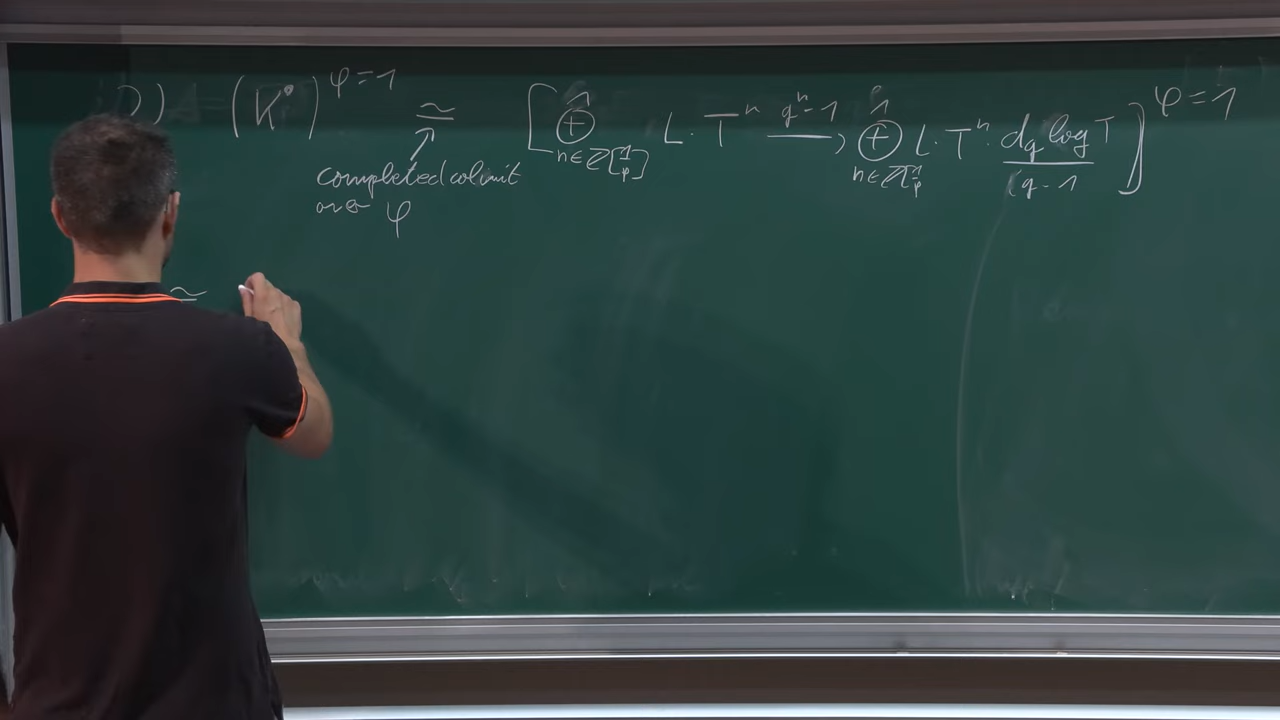 2) (K^•)^{φ=1} ≃ [ ⊕̂_{n∈ℤ[1/p]} L·T^n —q^n-1→ ⊕̂_{n∈ℤ[1/p]} L·T^n · d_q log T / (q-1) ]^{φ=1}
completed colimit
over φ
≃